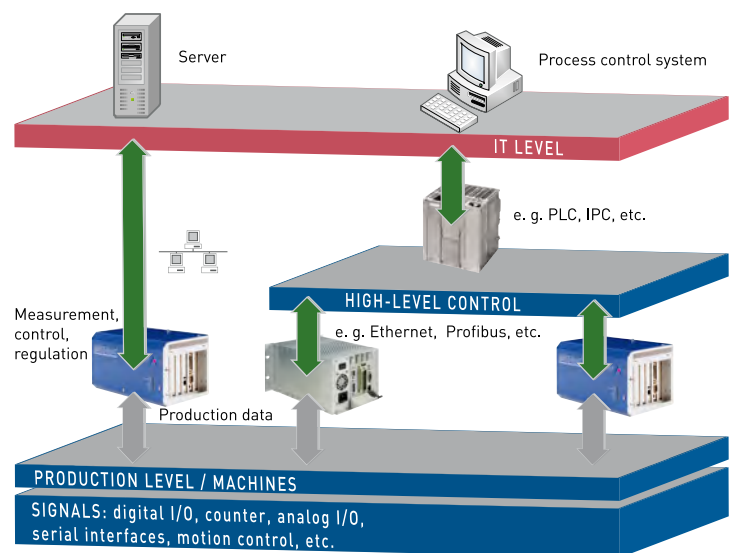 Server
Process control system
IT LEVEL
e. g. PLC, IPC, etc.
HIGH-LEVEL CONTROL
Measurement,
control,
regulation
e. g. Ethernet, Profibus, etc.
Production data
PRODUCTION LEVEL / MACHINES
SIGNALS: digital I/O, counter, analog I/O,
serial interfaces, motion control, etc.